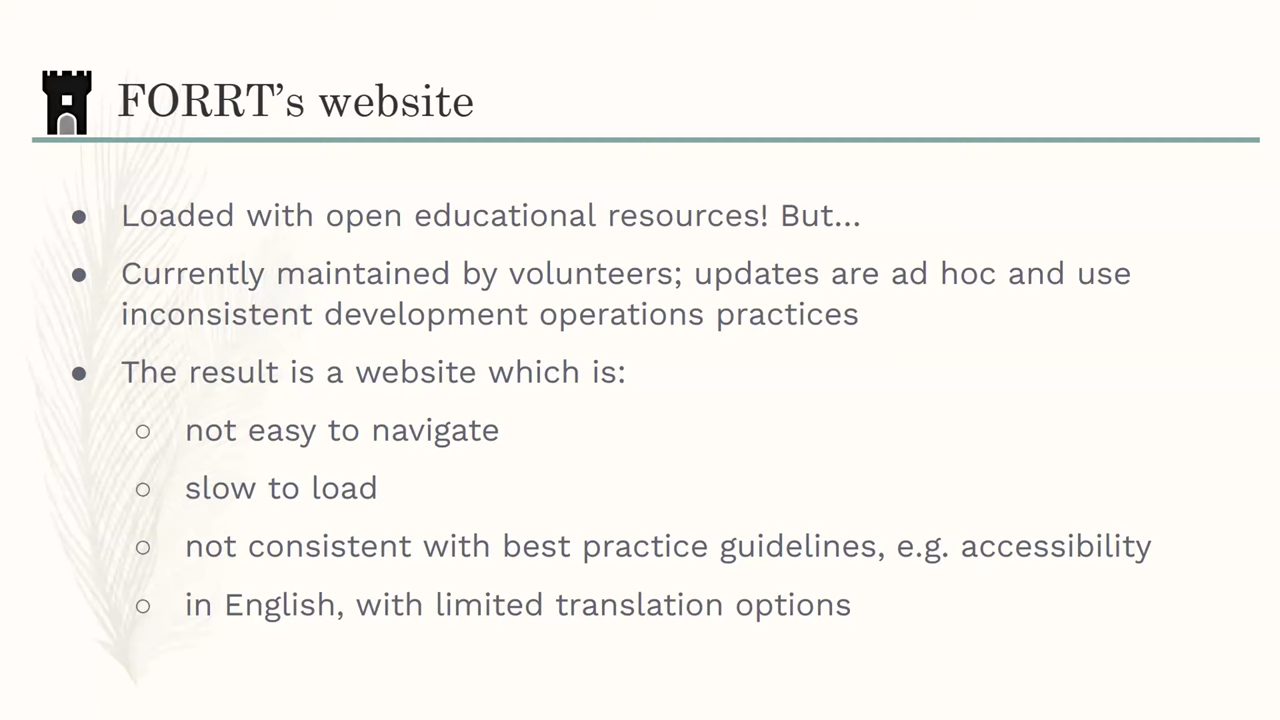 FORRT’s website
● Loaded with open educational resources! But...
● Currently maintained by volunteers; updates are ad hoc and use
inconsistent development operations practices
● The result is a website which is:
○ not easy to navigate
○ slow to load
○ not consistent with best practice guidelines, e.g. accessibility
○ in English, with limited translation options